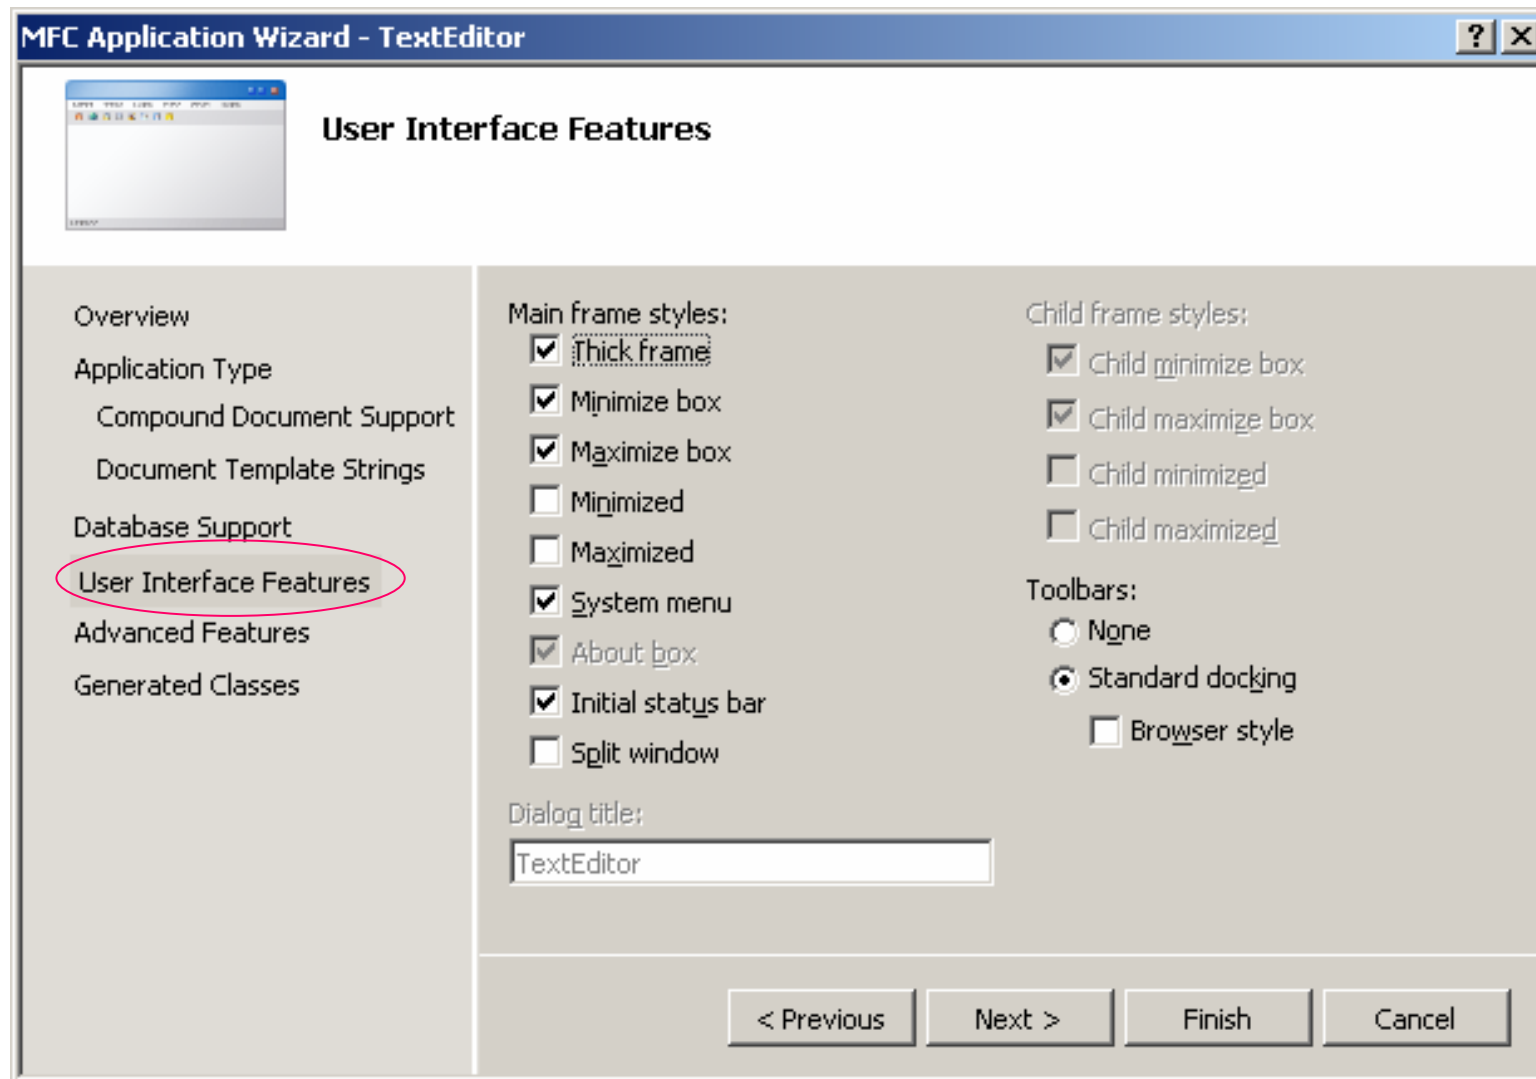 MFC Application Wizard - TextEditor
User Interface Features
Overview
Application Type
Compound Document Support
Document Template Strings
Database Support
User Interface Features
Advanced Features
Generated Classes
Main frame styles:
Thick frame
Minimize box
Maximize box
Minimized
Maximized
System menu
About box
Initial status bar
Split window
Dialog title:
TextEditor
Child frame styles:
Child minimize box
Child maximize box
Child minimized
Child maximized
Toolbars:
None
Standard docking
Browser style
< Previous
Next >
Finish
Cancel